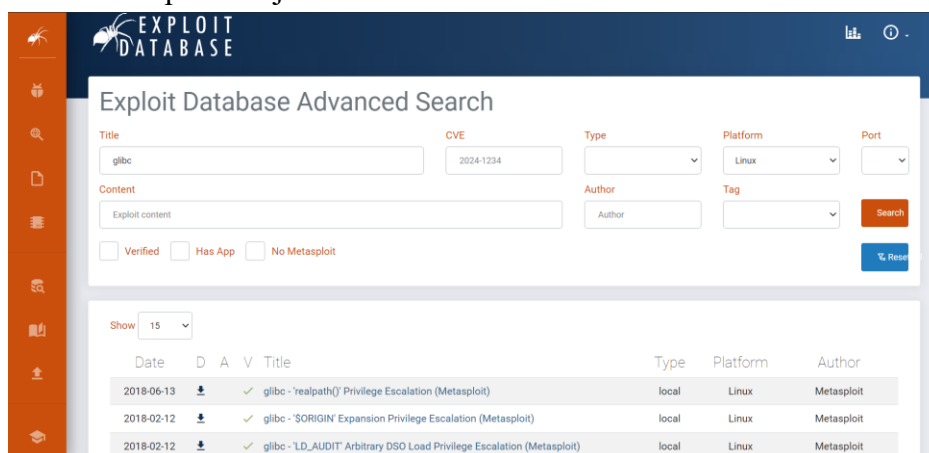 EXPLOIT
DATABASE
Exploit Database Advanced Search
Title CVE Type Platform Port
glibc 2024-1234 Linux
Content Author Tag
Exploit content Author Search
Verified Has App No Metasploit Rese
Show 15
Date D A V Title Type Platform Author
2018-06-13 glibc - 'realpath()' Privilege Escalation (Metasploit) local Linux Metasploit
2018-02-12 glibc - '$ORIGIN' Expansion Privilege Escalation (Metasploit) local Linux Metasploit
2018-02-12 glibc - 'LD_AUDIT' Arbitrary DSO Load Privilege Escalation (Metasploit) local Linux Metasploit